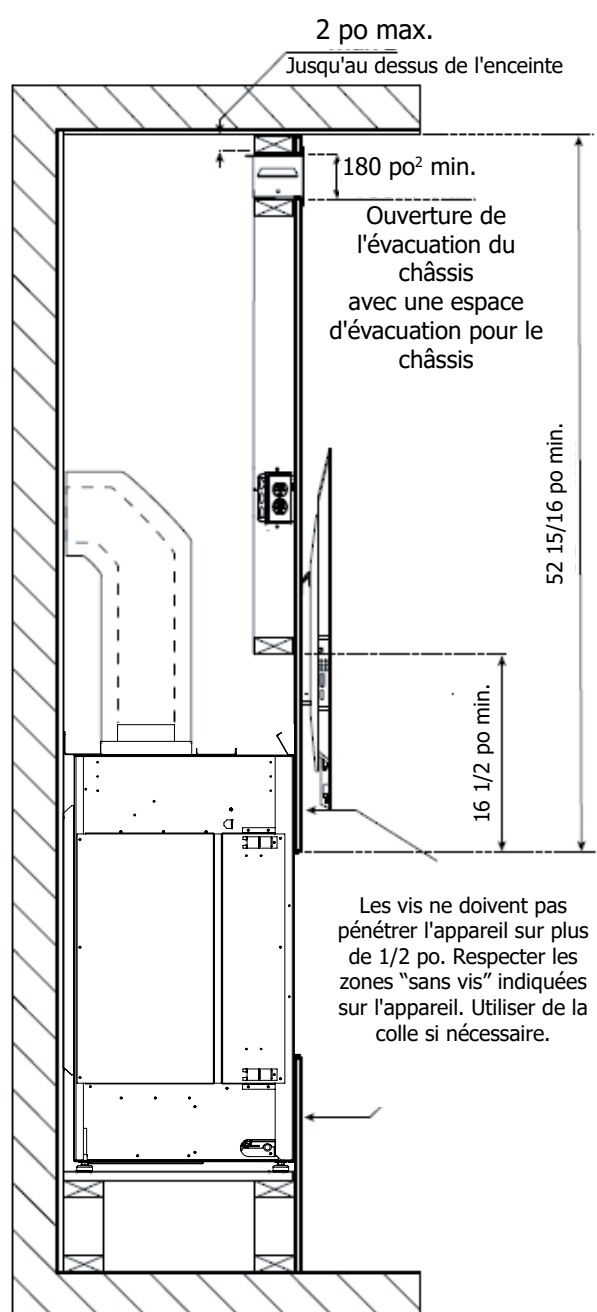 2 po max.
Jusqu'au dessus de l'enceinte
180 po² min.
Ouverture de
l'évacuation du
châssis
avec une espace
d'évacuation pour le
châssis
52 15/16 po min.
16 1/2 po min.
Les vis ne doivent pas
pénétrer l'appareil sur plus
de 1/2 po. Respecter les
zones “sans vis” indiquées
sur l'appareil. Utiliser de la
colle si nécessaire.